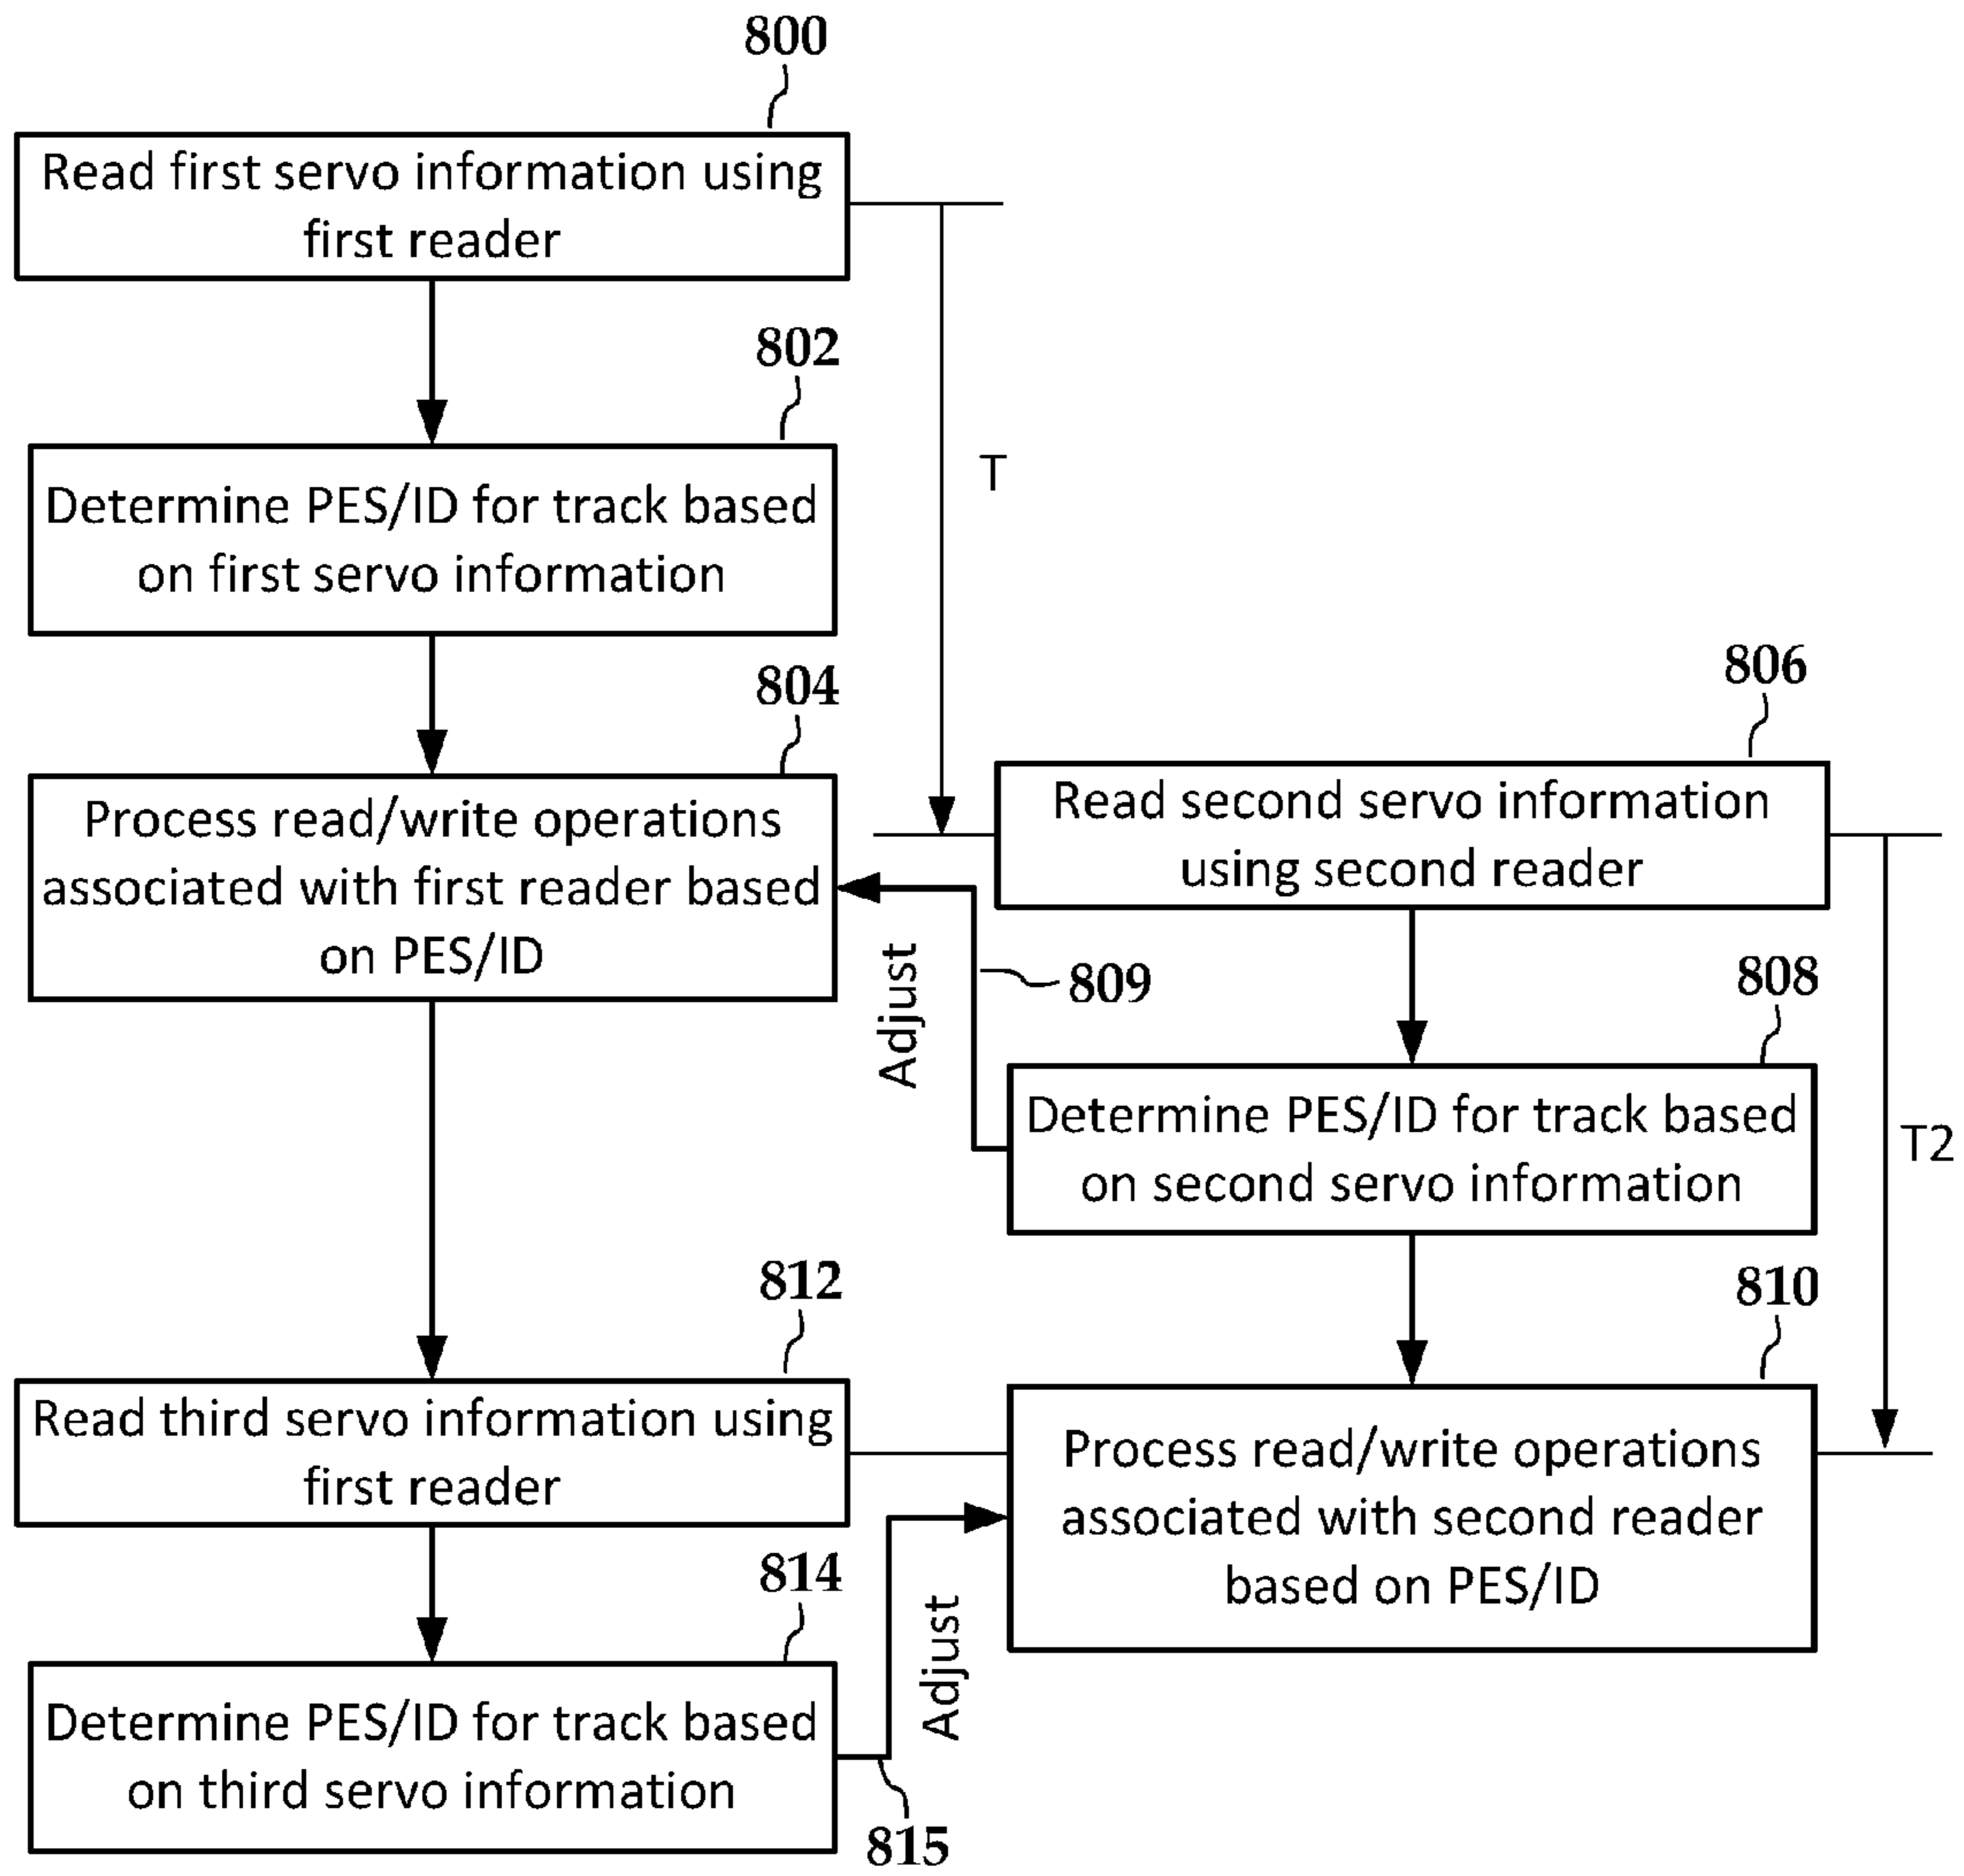 800
Read first servo information using
first reader
802
Determine PES/ID for track based
on first servo information
T
804
Process read/write operations
associated with first reader based
on PES/ID
806
Read second servo information
using second reader
Adjust
809
808
Determine PES/ID for track based
on second servo information
T2
812
Read third servo information using
first reader
810
Process read/write operations
associated with second reader
based on PES/ID
814
Determine PES/ID for track based
on third servo information
Adjust
815